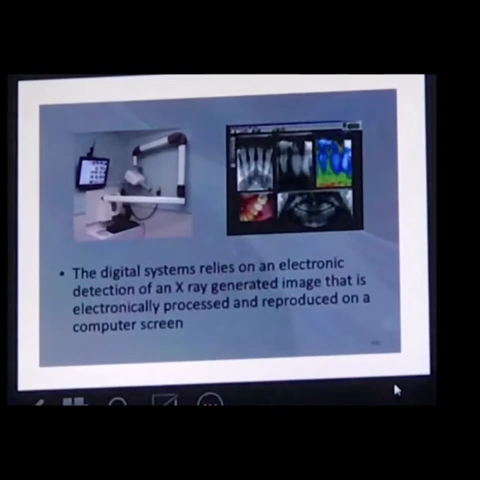 • The digital systems relies on an electronic
detection of an X ray generated image that is
electronically processed and reproduced on a
computer screen